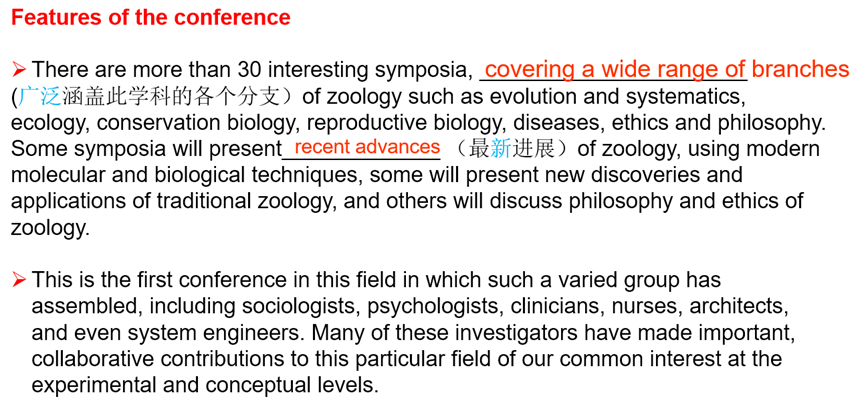 Features of the conference
➢ There are more than 30 interesting symposia, covering a wide range of branches
(广泛涵盖此学科的各个分支）of zoology such as evolution and systematics,
ecology, conservation biology, reproductive biology, diseases, ethics and philosophy.
Some symposia will present recent advances （最新进展）of zoology, using modern
molecular and biological techniques, some will present new discoveries and
applications of traditional zoology, and others will discuss philosophy and ethics of
zoology.
➢ This is the first conference in this field in which such a varied group has
assembled, including sociologists, psychologists, clinicians, nurses, architects,
and even system engineers. Many of these investigators have made important,
collaborative contributions to this particular field of our common interest at the
experimental and conceptual levels.